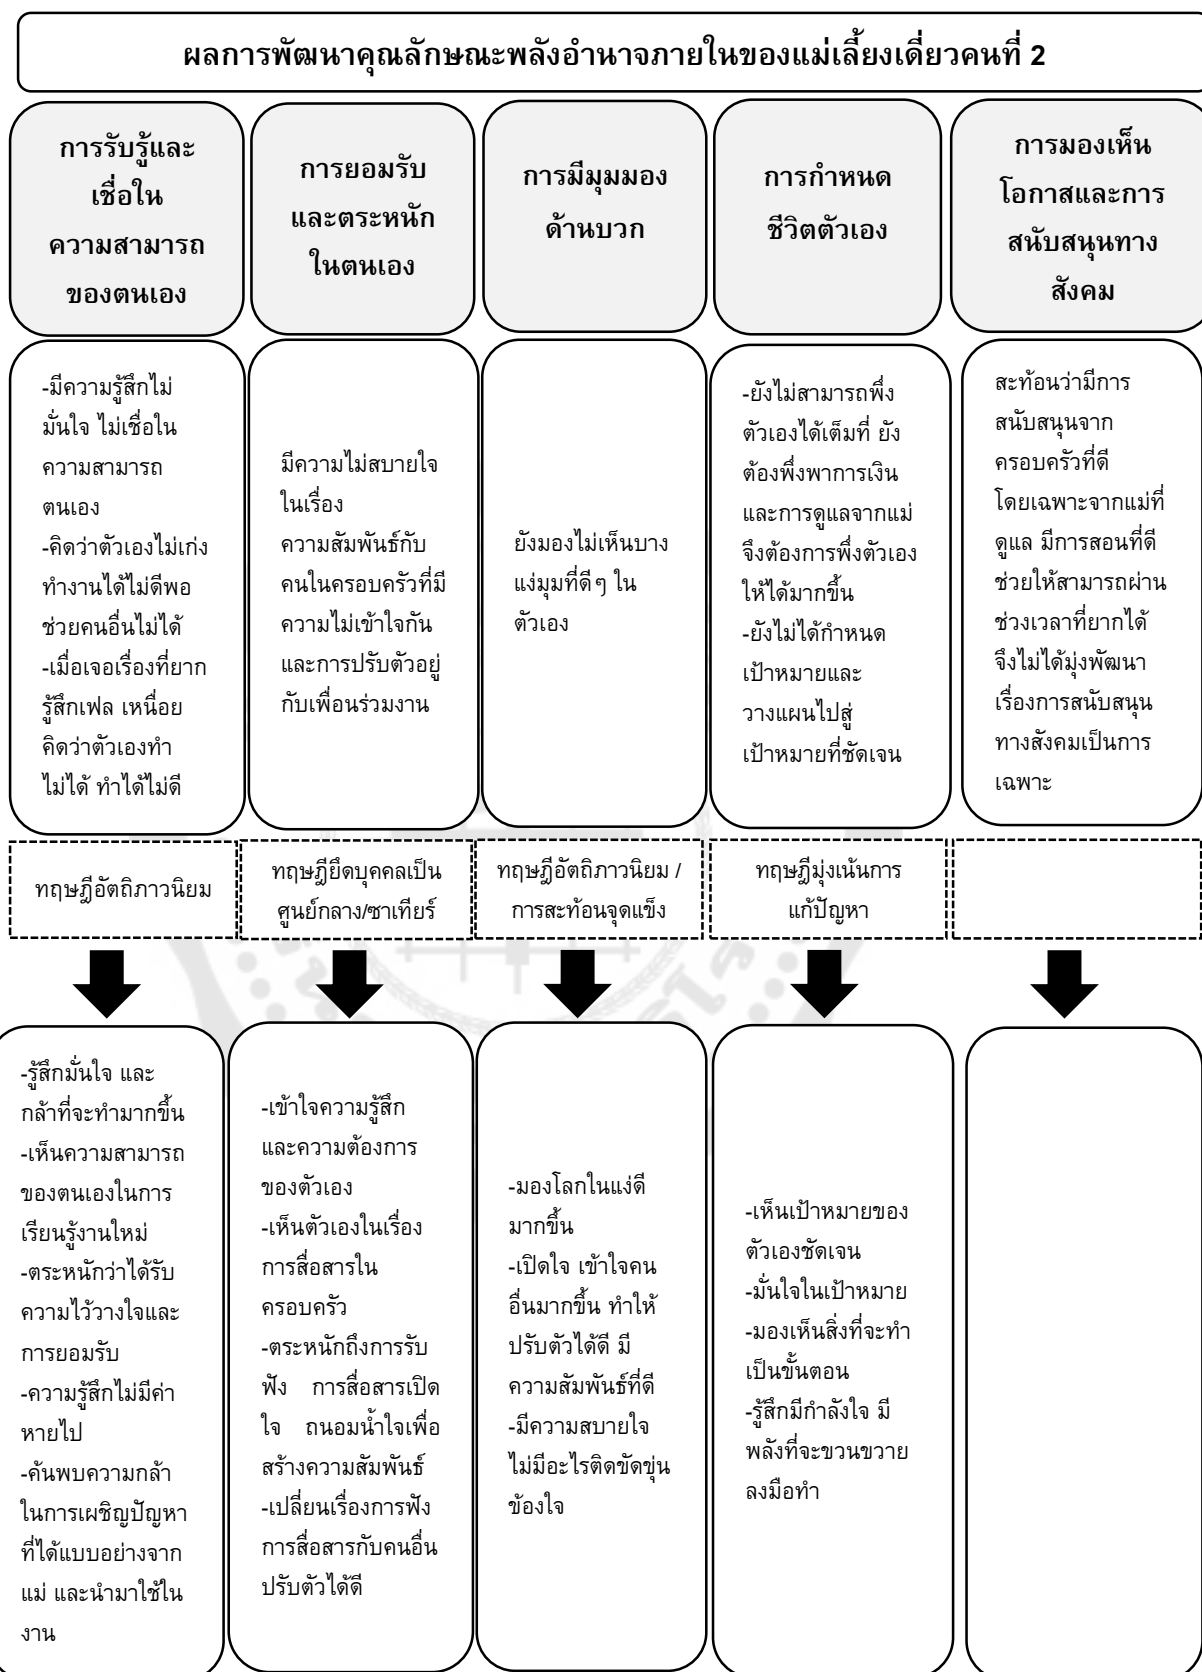 ผลการพัฒนาคุณลักษณะพลังอำนาจภายในของแม่เลี้ยงเดี่ยวคนที่ 2
การรับรู้และ
เชื่อใน
ความสามารถ
ของตนเอง
การยอมรับ
และตระหนัก
ในตนเอง
การมีมุมมอง
ด้านบวก
การกำหนด
ชีวิตตัวเอง
การมองเห็น
โอกาสและการ
สนับสนุนทาง
สังคม
-มีความรู้สึกไม่
มั่นใจ ไม่เชื่อใน
ความสามารถ
ตนเอง
-คิดว่าตัวเองไม่เก่ง
ทำงานได้ไม่ดีพอ
ช่วยคนอื่นไม่ได้
-เมื่อเจอเรื่องที่ยาก
รู้สึกเฟล เหนื่อย
คิดว่าตัวเองทำ
ไม่ได้ ทำได้ไม่ดี
มีความไม่สบายใจ
ในเรื่อง
ความสัมพันธ์กับ
คนในครอบครัวที่มี
ความไม่เข้าใจกัน
และการปรับตัวอยู่
กับเพื่อนร่วมงาน
ยังมองไม่เห็นบาง
แง่มุมที่ดีๆ ใน
ตัวเอง
-ยังไม่สามารถพึ่ง
ตัวเองได้เต็มที่ ยัง
ต้องพึ่งพาการเงิน
และการดูแลจากแม่
จึงต้องการพึ่งตัวเอง
ให้ได้มากขึ้น
-ยังไม่ได้กำหนด
เป้าหมายและ
วางแผนไปสู่
เป้าหมายที่ชัดเจน
สะท้อนว่ามีการ
สนับสนุนจาก
ครอบครัวที่ดี
โดยเฉพาะจากแม่ที่
ดูแล มีการสอนที่ดี
ช่วยให้สามารถผ่าน
ช่วงเวลาที่ยากได้
จึงไม่ได้มุ่งพัฒนา
เรื่องการสนับสนุน
ทางสังคมเป็นการ
เฉพาะ
ทฤษฎีอัตถิภาวนิยม
ทฤษฎียึดบุคคลเป็น
ศูนย์กลาง/ซาเทียร์
ทฤษฎีอัตถิภาวนิยม /
การสะท้อนจุดแข็ง
ทฤษฎีมุ่งเน้นการ
แก้ปัญหา
-รู้สึกมั่นใจ และ
กล้าที่จะทำมากขึ้น
-เห็นความสามารถ
ของตนเองในการ
เรียนรู้งานใหม่
-ตระหนักว่าได้รับ
ความไว้วางใจและ
การยอมรับ
-ความรู้สึกไม่มีค่า
หายไป
-ค้นพบความกล้า
ในการเผชิญปัญหา
ที่ได้แบบอย่างจาก
แม่ และนำมาใช้ใน
งาน
-เข้าใจความรู้สึก
และความต้องการ
ของตัวเอง
-เห็นตัวเองในเรื่อง
การสื่อสารใน
ครอบครัว
-ตระหนักถึงการรับ
ฟัง การสื่อสารเปิด
ใจ ถนอมน้ำใจเพื่อ
สร้างความสัมพันธ์
-เปลี่ยนเรื่องการฟัง
การสื่อสารกับคนอื่น
ปรับตัวได้ดี
-มองโลกในแง่ดี
มากขึ้น
-เปิดใจ เข้าใจคน
อื่นมากขึ้น ทำให้
ปรับตัวได้ดี มี
ความสัมพันธ์ที่ดี
-มีความสบายใจ
ไม่มีอะไรติดขัดขุ่น
ข้องใจ
-เห็นเป้าหมายของ
ตัวเองชัดเจน
-มั่นใจในเป้าหมาย
-มองเห็นสิ่งที่จะทำ
เป็นขั้นตอน
-รู้สึกมีกำลังใจ มี
พลังที่จะขวนขวาย
ลงมือทำ